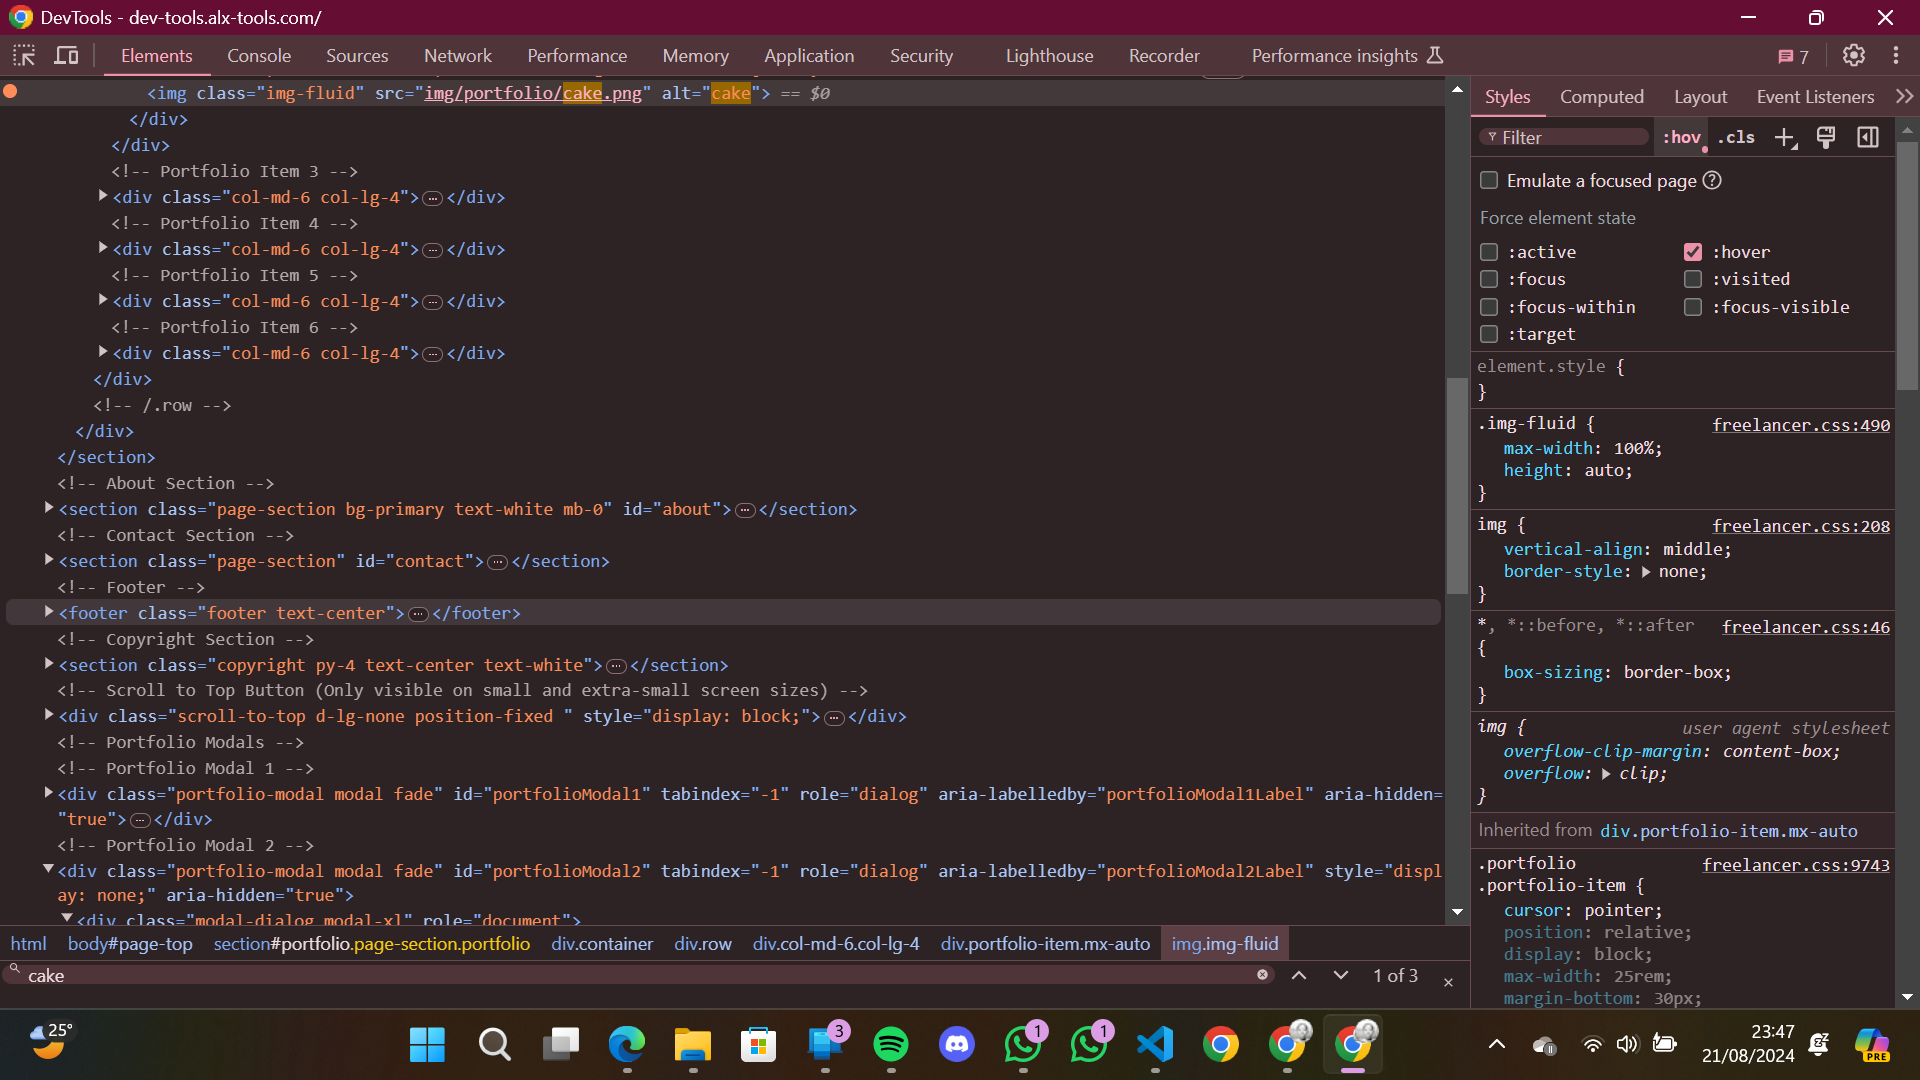 DevTools - dev-tools.alx-tools.com/
Elements Console Sources Network Performance Memory Application Security Lighthouse Recorder Performance insights 7
<img class="img-fluid" src="img/portfolio/cake.png" alt="cake"> == $0
</div>
</div>
<!-- Portfolio Item 3 -->
<div class="col-md-6 col-lg-4">…</div>
<!-- Portfolio Item 4 -->
<div class="col-md-6 col-lg-4">…</div>
<!-- Portfolio Item 5 -->
<div class="col-md-6 col-lg-4">…</div>
<!-- Portfolio Item 6 -->
<div class="col-md-6 col-lg-4">…</div>
</div>
<!-- /.row -->
</div>
</section>
<!-- About Section -->
<section class="page-section bg-primary text-white mb-0" id="about">…</section>
<!-- Contact Section -->
<section class="page-section" id="contact">…</section>
<!-- Footer -->
<footer class="footer text-center">…</footer>
<!-- Copyright Section -->
<section class="copyright py-4 text-center text-white">…</section>
<!-- Scroll to Top Button (Only visible on small and extra-small screen sizes) -->
<div class="scroll-to-top d-lg-none position-fixed " style="display: block;">…</div>
<!-- Portfolio Modals -->
<!-- Portfolio Modal 1 -->
<div class="portfolio-modal modal fade" id="portfolioModal1" tabindex="-1" role="dialog" aria-labelledby="portfolioModal1Label" aria-hidden=
"true">…</div>
<!-- Portfolio Modal 2 -->
<div class="portfolio-modal modal fade" id="portfolioModal2" tabindex="-1" role="dialog" aria-labelledby="portfolioModal2Label" style="displ
ay: none;" aria-hidden="true">
<div class="modal-dialog modal-xl" role="document">
html body#page-top section#portfolio.page-section.portfolio div.container div.row div.col-md-6.col-lg-4 div.portfolio-item.mx-auto img.img-fluid
cake 1 of 3
Styles Computed Layout Event Listeners
Filter :hov .cls
Emulate a focused page
Force element state
:active :hover
:focus :visited
:focus-within :focus-visible
:target
element.style {
}
.img-fluid { freelancer.css:490
max-width: 100%;
height: auto;
}
img { freelancer.css:208
vertical-align: middle;
border-style: none;
}
*, *::before, *::after freelancer.css:46
{
box-sizing: border-box;
}
img { user agent stylesheet
overflow-clip-margin: content-box;
overflow: clip;
}
Inherited from div.portfolio-item.mx-auto
.portfolio freelancer.css:9743
.portfolio-item {
cursor: pointer;
position: relative;
display: block;
max-width: 25rem;
margin-bottom: 30px;
25°
3
1
1
23:47
21/08/2024
PRE